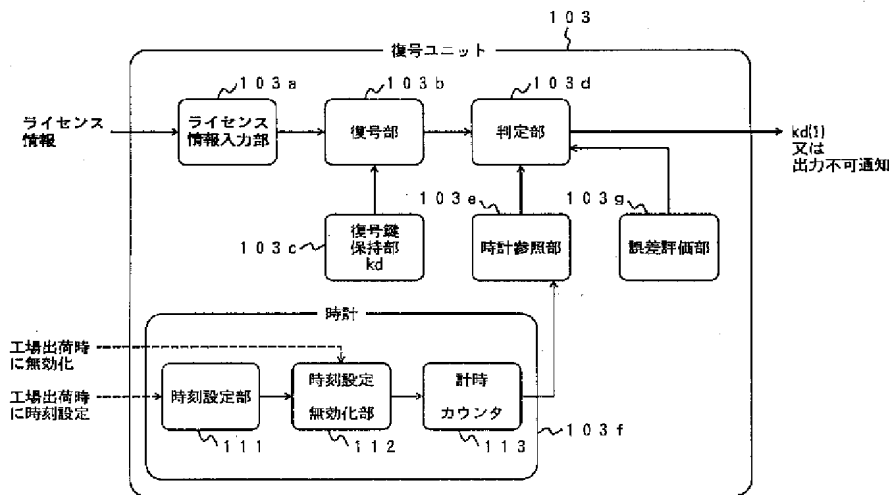 103
復号ユニット
103a
103b
103d
ライセンス
情報
ライセンス
情報入力部
復号部
判定部
kd(1)
又は
出力不可通知
103e
103g
103c
復号鍵
保持部
kd
時計参照部
誤差評価部
時計
工場出荷時
に無効化
工場出荷時
に時刻設定
時刻設定部
時刻設定
無効化部
計時
カウンタ
111
112
113
103f